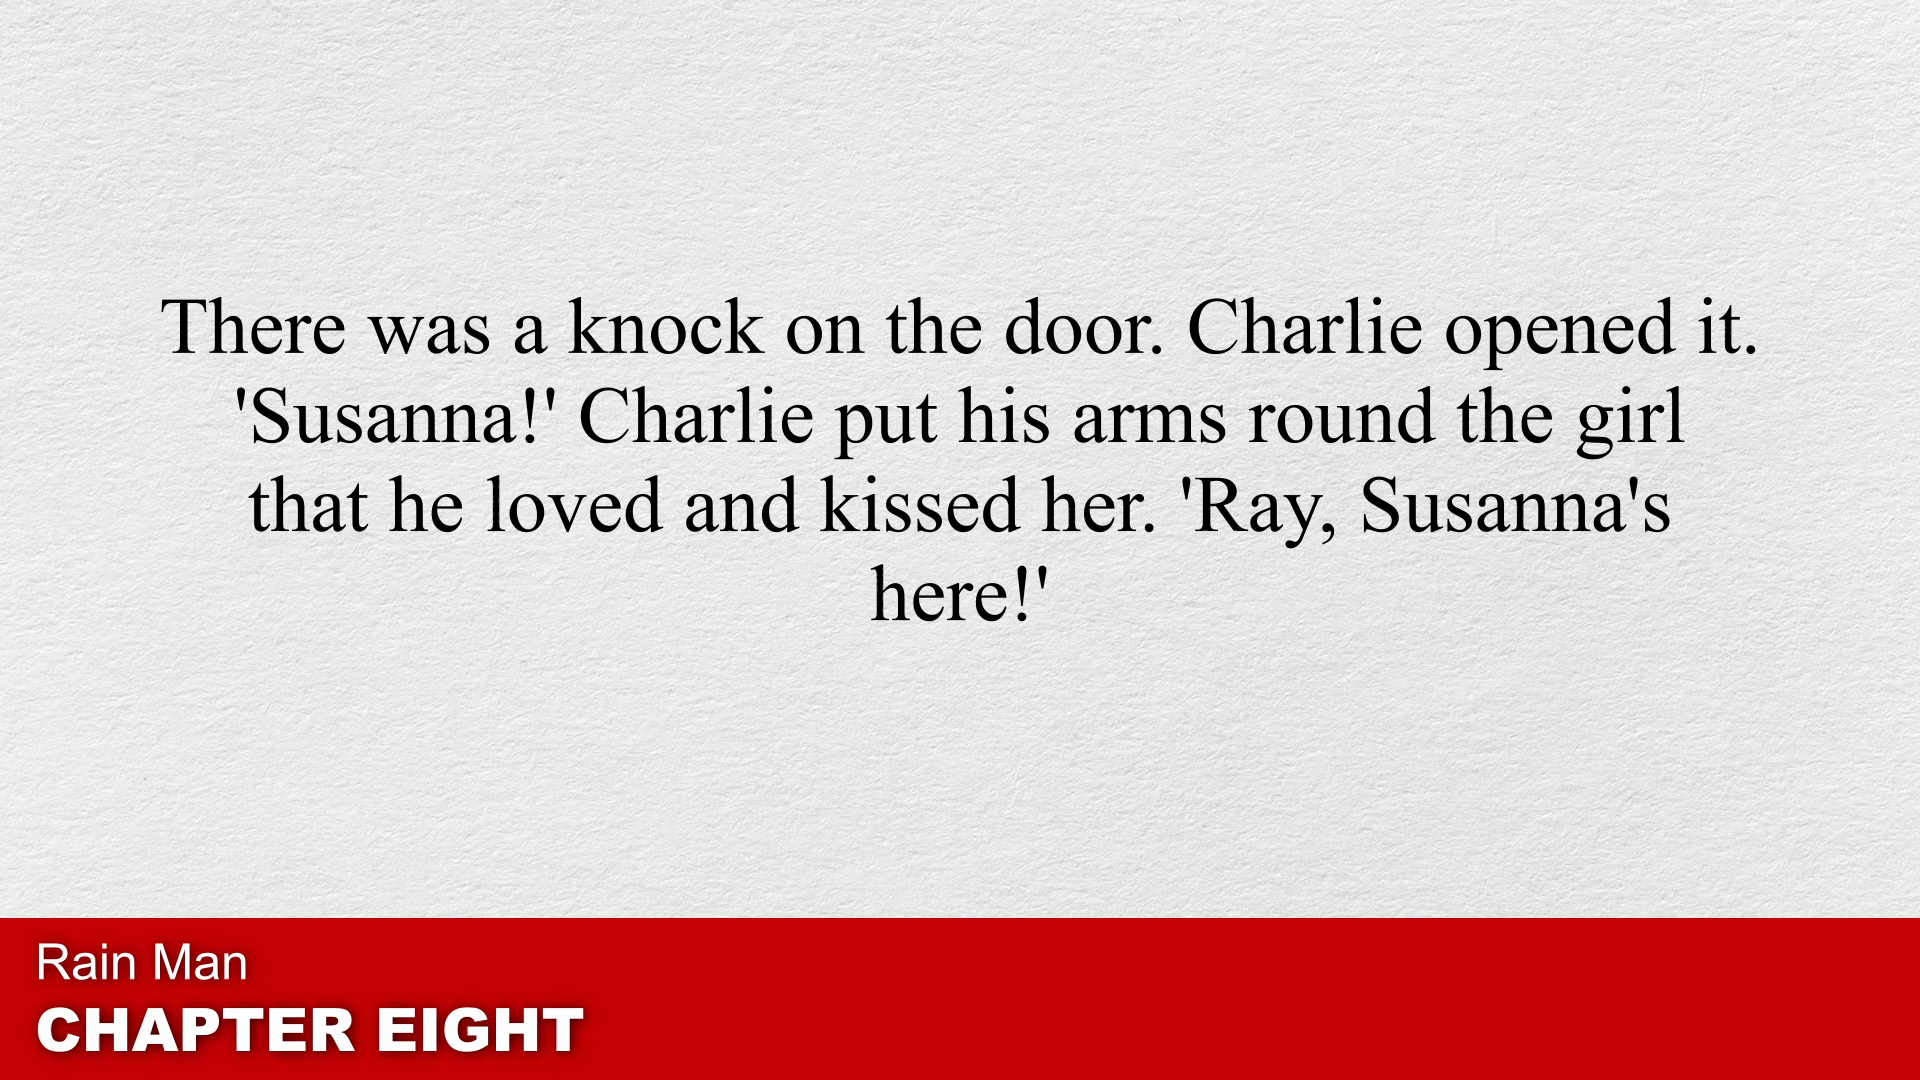 There was a knock on the door. Charlie opened it.
'Susanna!' Charlie put his arms round the girl
that he loved and kissed her. 'Ray, Susanna's
here!'
Rain Man
CHAPTER EIGHT